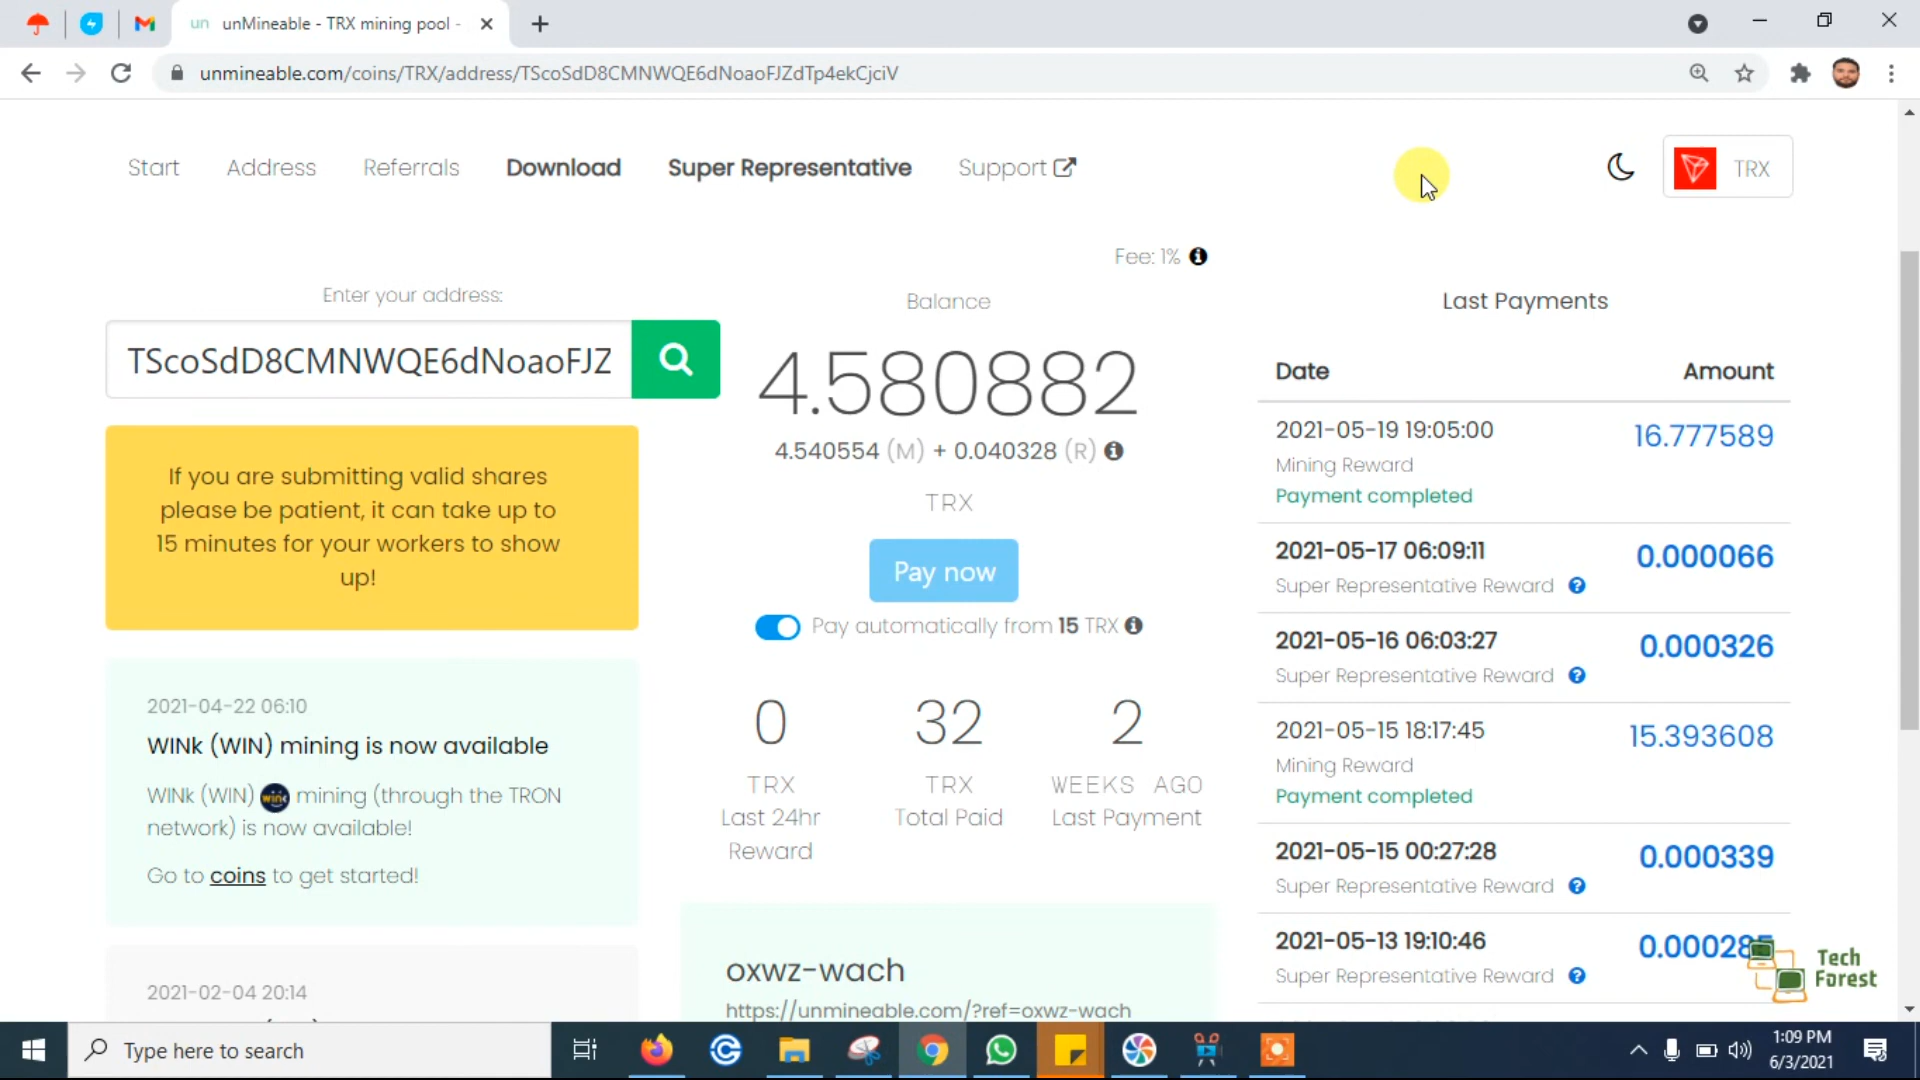 un unMineable - TRX mining pool -
unmineable.com/coins/TRX/address/TScoSdD8CMNWQE6dNoaoFJZdTp4ekCjciV
Start Address Referrals Download Super Representative Support TRX
Fee: 1%
Enter your address:
TScoSdD8CMNWQE6dNoaoFJZ
If you are submitting valid shares
please be patient, it can take up to
15 minutes for your workers to show
up!
2021-04-22 06:10
WINk (WIN) mining is now available
WINk (WIN) wink mining (through the TRON
network) is now available!
Go to coins to get started!
2021-02-04 20:14
Balance
4.580882
4.540554 (M) + 0.040328 (R)
TRX
Pay now
Pay automatically from 15 TRX
0 32 2
TRX TRX WEEKS AGO
Last 24hr Total Paid Last Payment
Reward
oxwz-wach
https://unmineable.com/?ref=oxwz-wach
Last Payments
Date Amount
2021-05-19 19:05:00 16.777589
Mining Reward
Payment completed
2021-05-17 06:09:11 0.000066
Super Representative Reward
2021-05-16 06:03:27 0.000326
Super Representative Reward
2021-05-15 18:17:45 15.393608
Mining Reward
Payment completed
2021-05-15 00:27:28 0.000339
Super Representative Reward
2021-05-13 19:10:46 0.000285
Super Representative Reward
Tech
Forest
Type here to search
1:09 PM
6/3/2021